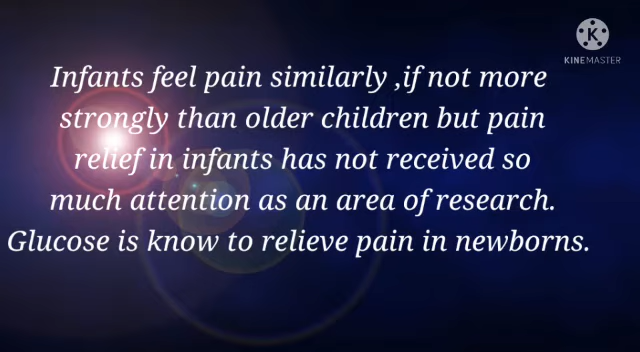 K
KINEMASTER
Infants feel pain similarly ,if not more
strongly than older children but pain
relief in infants has not received so
much attention as an area of research.
Glucose is know to relieve pain in newborns.